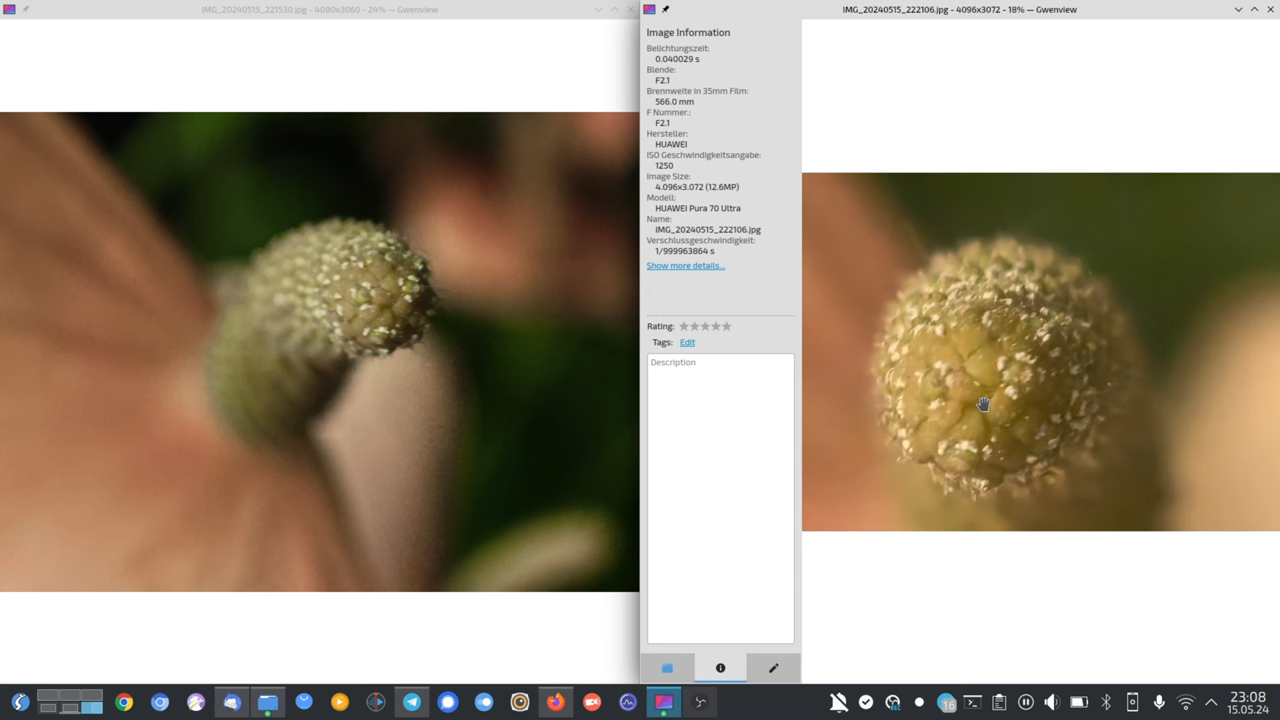 IMG_20240515_221530.jpg - 4080x3060 - 24% — Gwenview
IMG_20240515_222106.jpg - 4096x3072 - 18% — Gwenview
Image Information
Belichtungszeit:
0.040029 s
Blende:
F2.1
Brennweite In 35mm Film:
566.0 mm
F Nummer.:
F2.1
Hersteller:
HUAWEI
ISO Geschwindigkeitsangabe:
1250
Image Size:
4.096x3.072 (12.6MP)
Modell:
HUAWEI Pura 70 Ultra
Name:
IMG_20240515_222106.jpg
Verschlussgeschwindigkeit:
1/999963864 s
Show more details...
Rating:
Tags: Edit
Description
REC
16
23:08
15.05.24